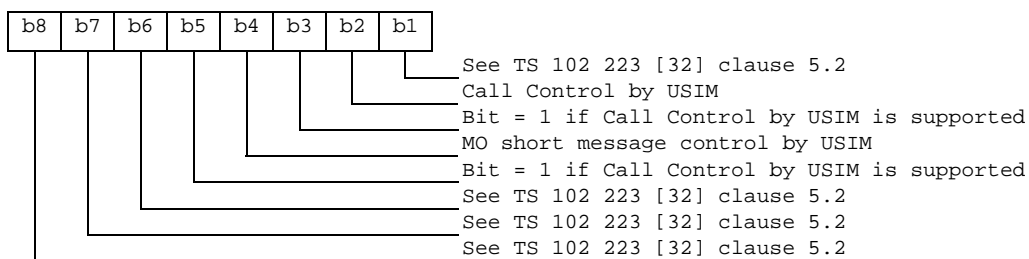 b8 b7 b6 b5 b4 b3 b2 b1
See TS 102 223 [32] clause 5.2
Call Control by USIM
Bit = 1 if Call Control by USIM is supported
MO short message control by USIM
Bit = 1 if Call Control by USIM is supported
See TS 102 223 [32] clause 5.2
See TS 102 223 [32] clause 5.2
See TS 102 223 [32] clause 5.2